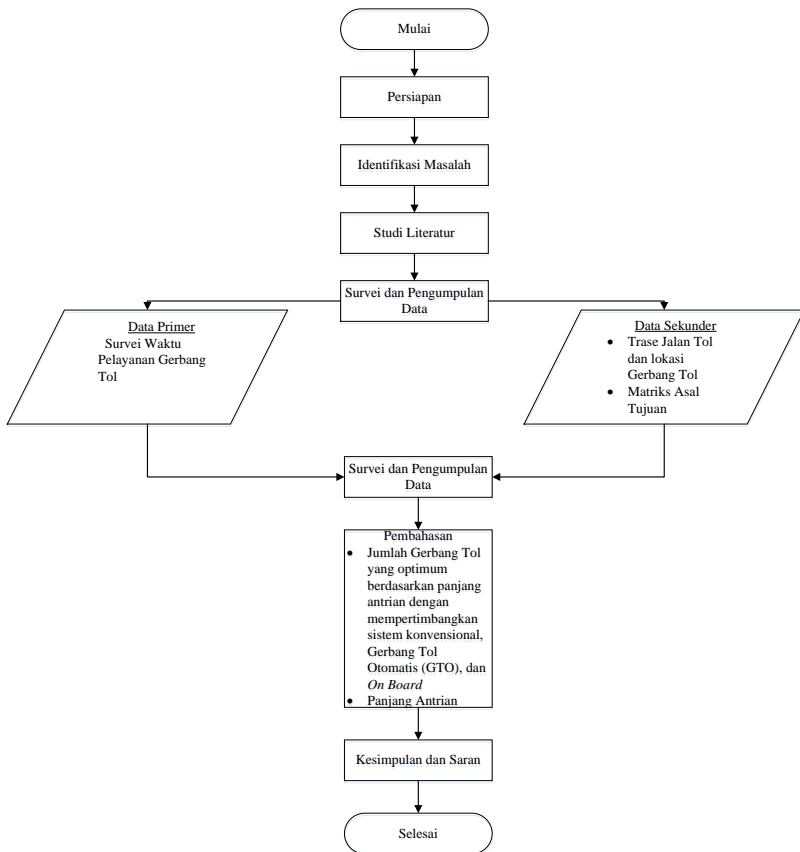 Mulai
Persiapan
Identifikasi Masalah
Studi Literatur
Survei dan Pengumpulan
Data
Data Primer
Survei Waktu
Pelayanan Gerbang
Tol
Data Sekunder
• Trase Jalan Tol
dan lokasi
Gerbang Tol
• Matriks Asal
Tujuan
Survei dan Pengumpulan
Data
Pembahasan
• Jumlah Gerbang Tol
yang optimum
berdasarkan panjang
antrian dengan
mempertimbangkan
sistem konvensional,
Gerbang Tol
Otomatis (GTO), dan
On Board
• Panjang Antrian
Kesimpulan dan Saran
Selesai